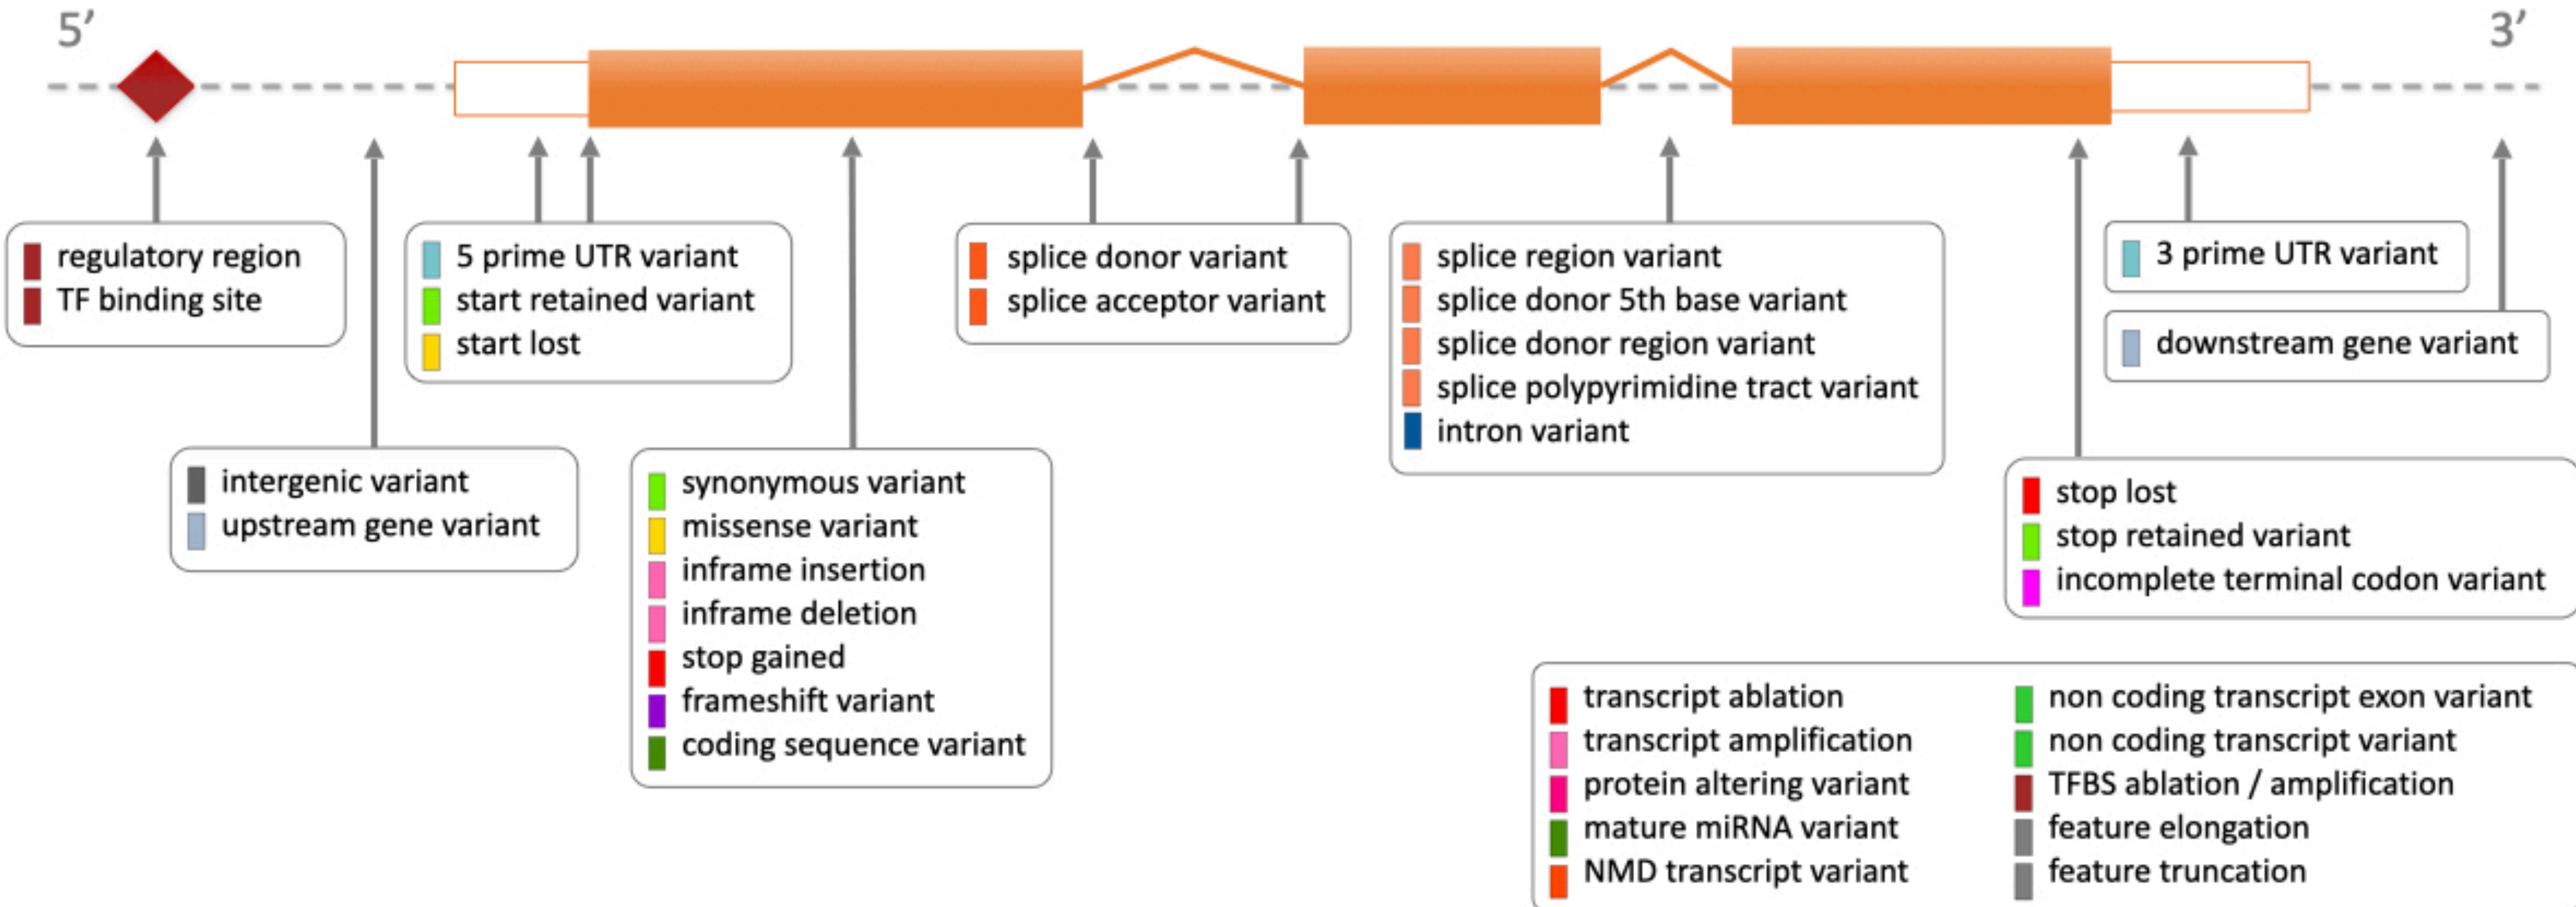 5’
3’
regulatory region
TF binding site
intergenic variant
upstream gene variant
5 prime UTR variant
start retained variant
start lost
synonymous variant
missense variant
inframe insertion
inframe deletion
stop gained
frameshift variant
coding sequence variant
splice donor variant
splice acceptor variant
splice region variant
splice donor 5th base variant
splice donor region variant
splice polypyrimidine tract variant
intron variant
3 prime UTR variant
downstream gene variant
stop lost
stop retained variant
incomplete terminal codon variant
transcript ablation
transcript amplification
protein altering variant
mature miRNA variant
NMD transcript variant
non coding transcript exon variant
non coding transcript variant
TFBS ablation / amplification
feature elongation
feature truncation